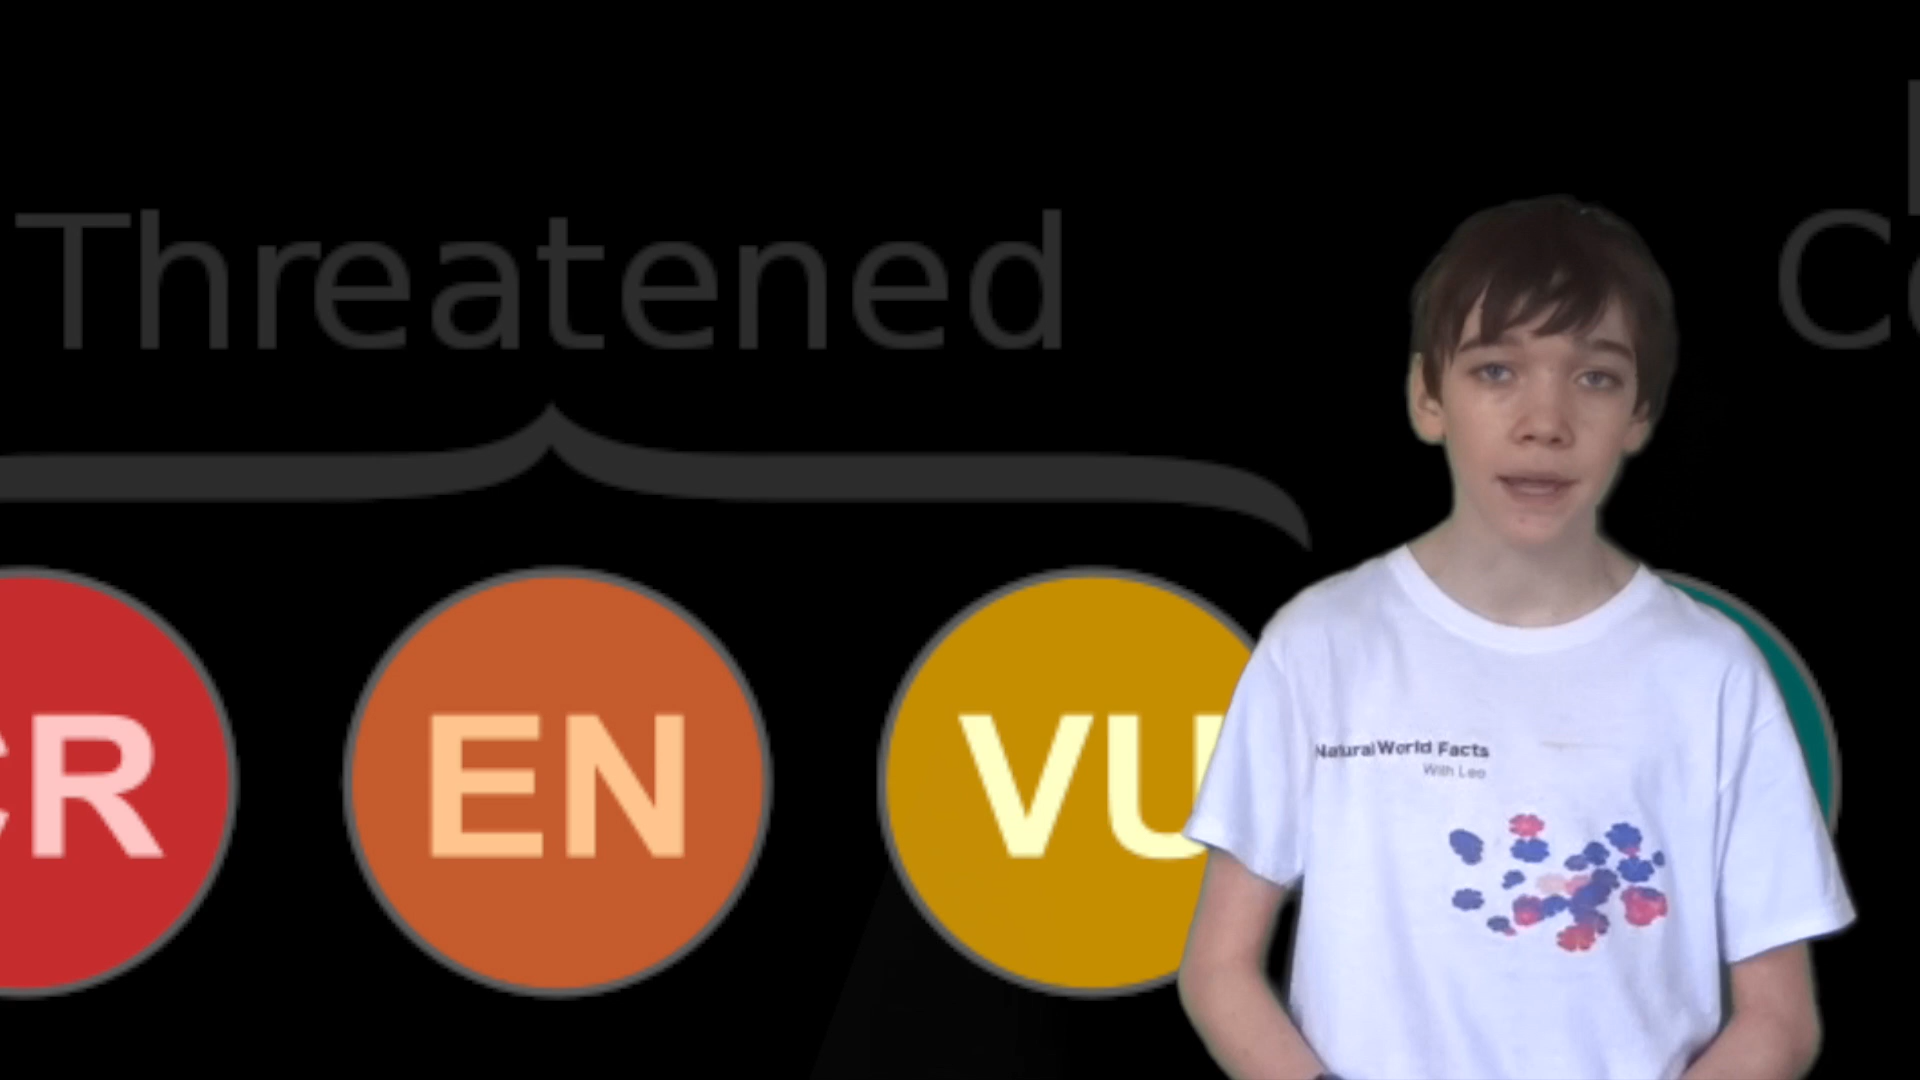 Threatened
CR
EN
VU
Natural World Facts
With Leo